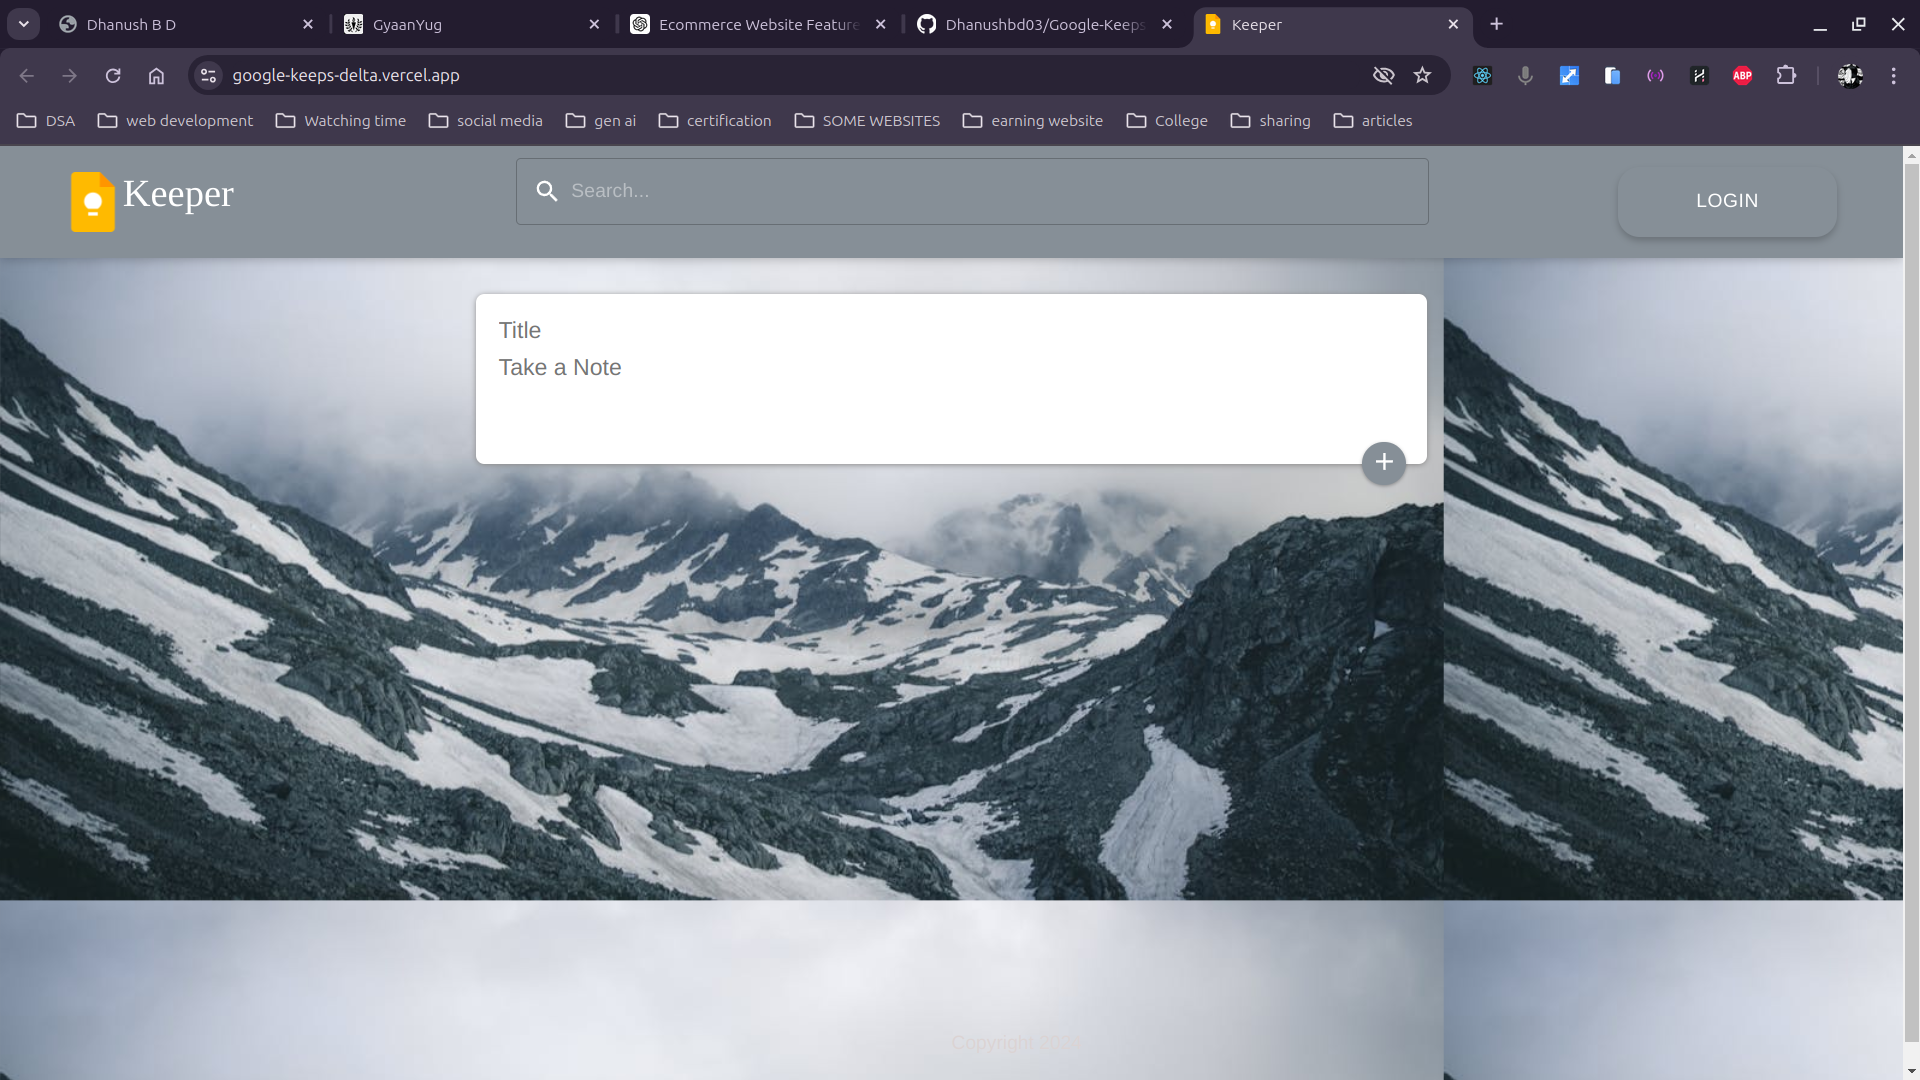 Dhanush B D
GyaanYug
Ecommerce Website Feature
Dhanushbd03/Google-Keeps
Keeper
google-keeps-delta.vercel.app
ABP
DSA
web development
Watching time
social media
gen ai
certification
SOME WEBSITES
earning website
College
sharing
articles
Keeper
Search...
LOGIN
Title
Take a Note
Copyright